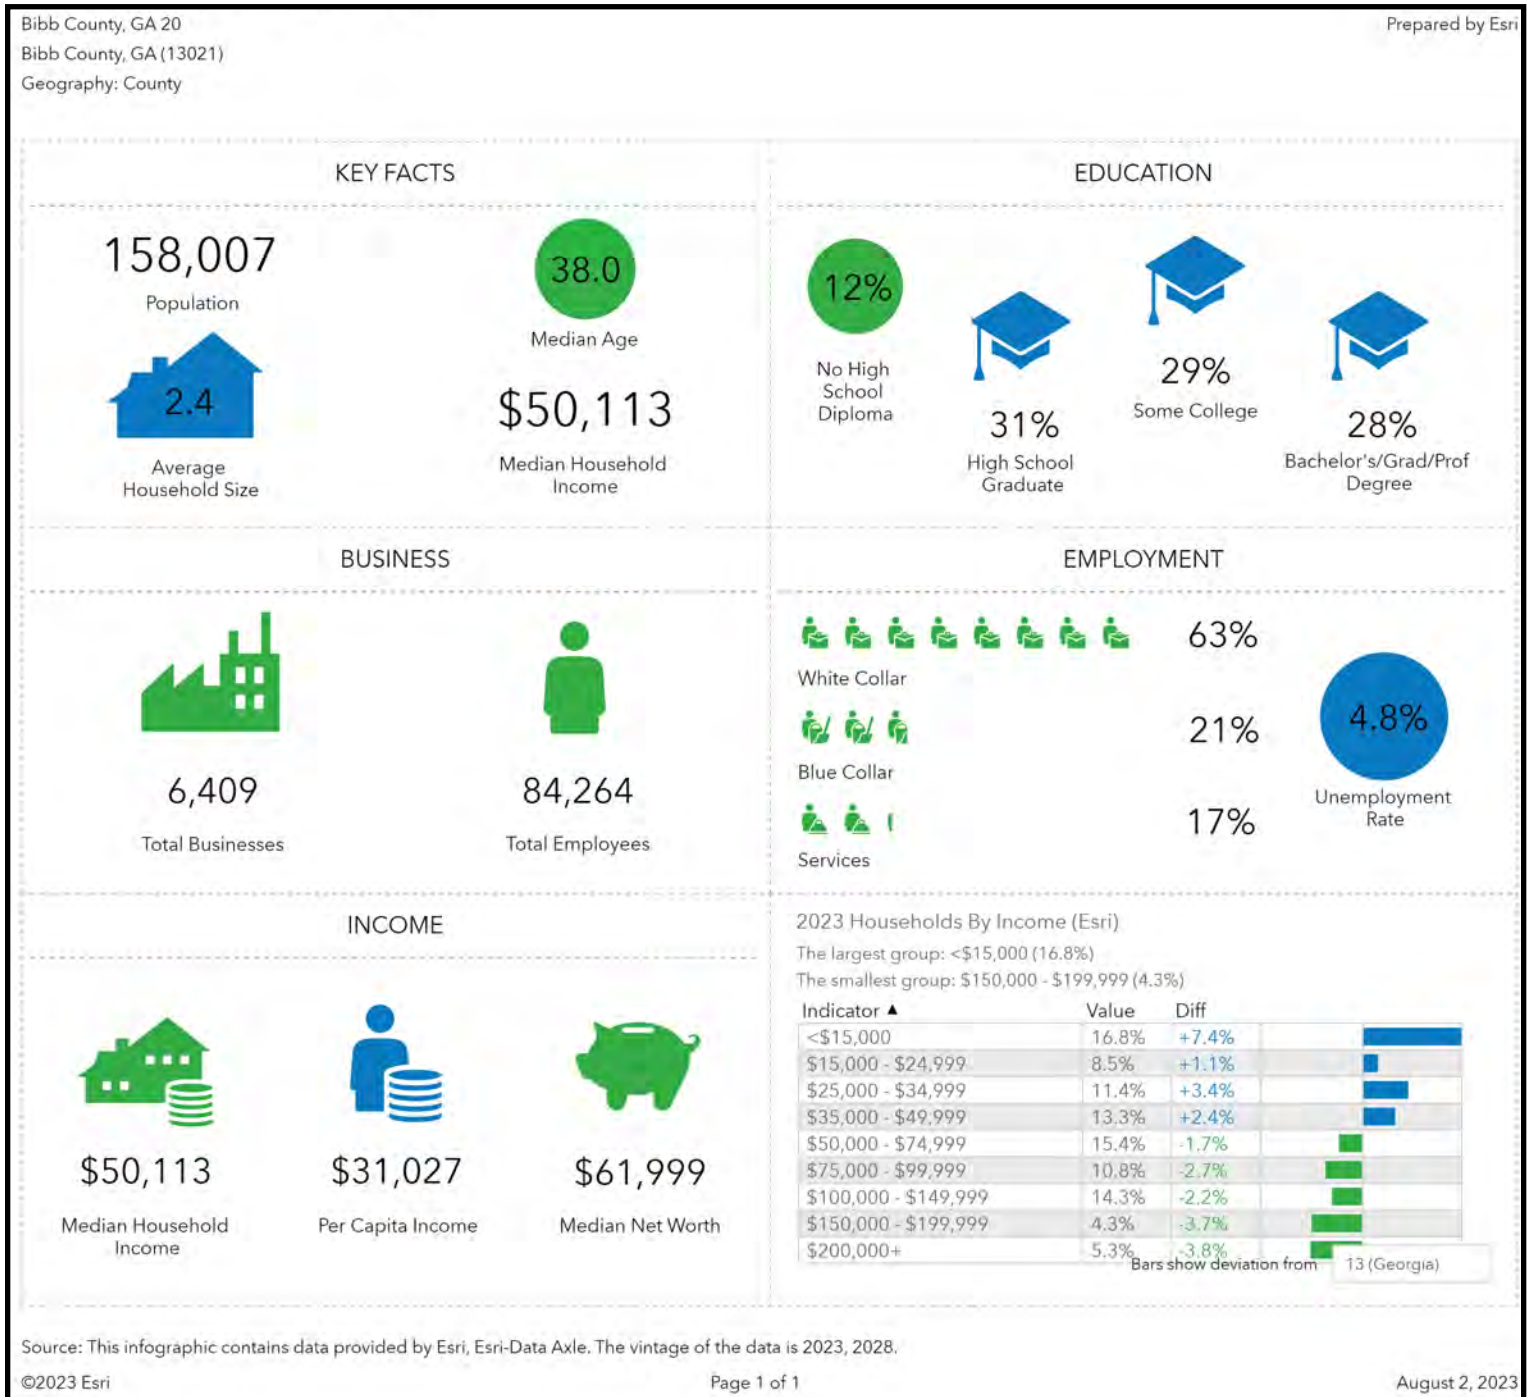 Bibb County, GA 20
Prepared by Esri
Bibb County, GA (13021)
Geography: County
KEY FACTS
158,007
Population
38.0
Median Age
2.4
Average
Household Size
$50,113
Median Household
Income
EDUCATION
12%
No High
School
Diploma
31%
High School
Graduate
29%
Some College
28%
Bachelor's/Grad/Prof
Degree
BUSINESS
6,409
Total Businesses
84,264
Total Employees
EMPLOYMENT
63%
White Collar
21%
Blue Collar
17%
Services
4.8%
Unemployment
Rate
INCOME
$50,113
Median Household
Income
$31,027
Per Capita Income
$61,999
Median Net Worth
2023 Households By Income (Esri)
The largest group: <$15,000 (16.8%)
The smallest group: $150,000 - $199,999 (4.3%)
Indicator ▲ Value Diff
<$15,000 16.8% +7.4%
$15,000 - $24,999 8.5% +1.1%
$25,000 - $34,999 11.4% +3.4%
$35,000 - $49,999 13.3% +2.4%
$50,000 - $74,999 15.4% -1.7%
$75,000 - $99,999 10.8% -2.7%
$100,000 - $149,999 14.3% -2.2%
$150,000 - $199,999 4.3% -3.7%
$200,000+ 5.3% -3.8%
Bars show deviation from 13 (Georgia)
Source: This infographic contains data provided by Esri, Esri-Data Axle. The vintage of the data is 2023, 2028.
©2023 Esri
Page 1 of 1
August 2, 2023